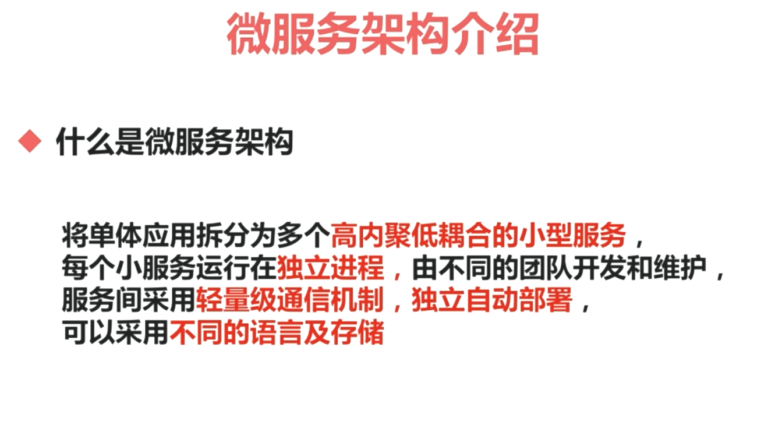 微服务架构介绍
什么是微服务架构
将单体应用拆分为多个高内聚低耦合的小型服务，
每个小服务运行在独立进程，由不同的团队开发和维护，
服务间采用轻量级通信机制，独立自动部署，
可以采用不同的语言及存储